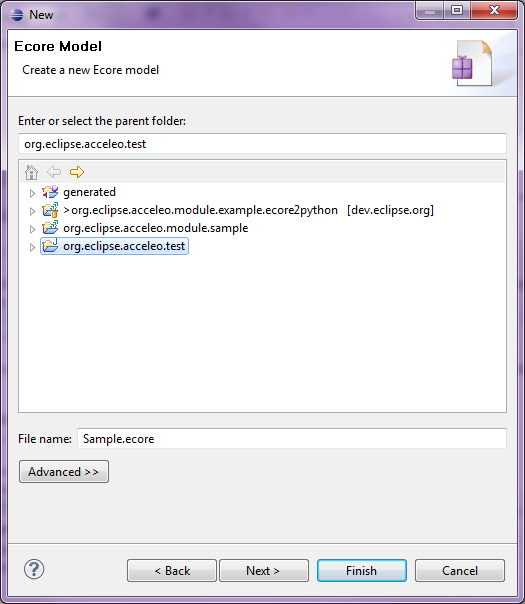 New
Ecore Model
Create a new Ecore model
Enter or select the parent folder:
org.eclipse.acceleo.test
generated
>org.eclipse.acceleo.module.example.ecore2python [dev.eclipse.org]
org.eclipse.acceleo.module.sample
org.eclipse.acceleo.test
File name: Sample.ecore
Advanced >>
? < Back Next > Finish Cancel